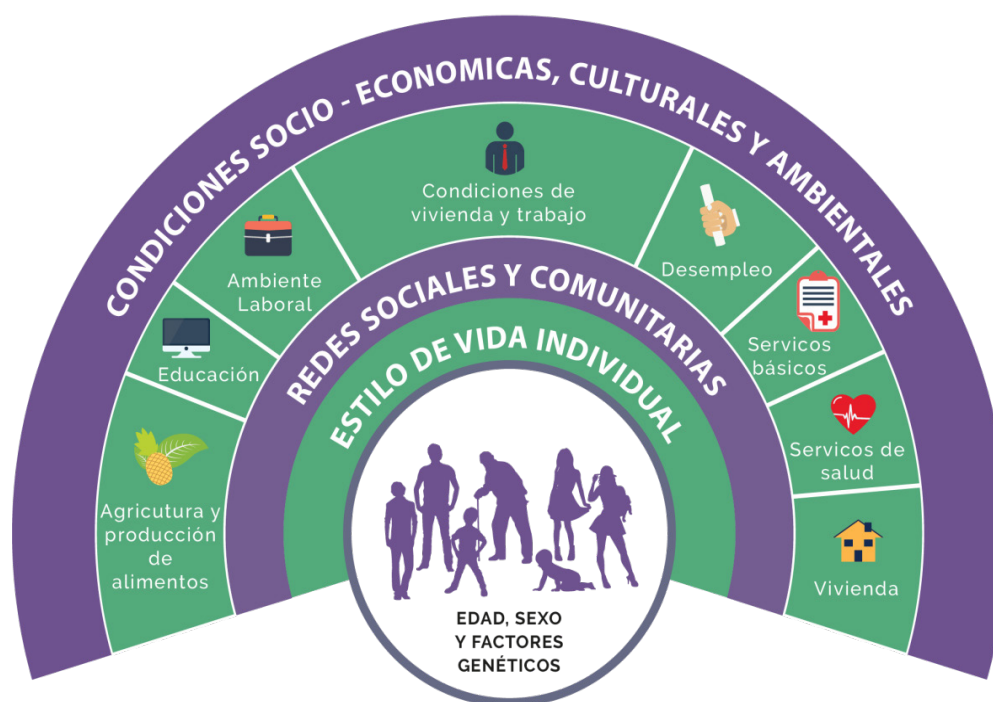 CONDICIONES SOCIO - ECONOMICAS, CULTURALES Y AMBIENTALES
Condiciones de
vivienda y trabajo
Ambiente
Laboral
Desempleo
Educación
Servicos
básicos
Agricutura y
producción
de
alimentos
Servicos de
salud
Vivienda
REDES SOCIALES Y COMUNITARIAS
ESTILO DE VIDA INDIVIDUAL
EDAD, SEXO
Y FACTORES
GENÉTICOS